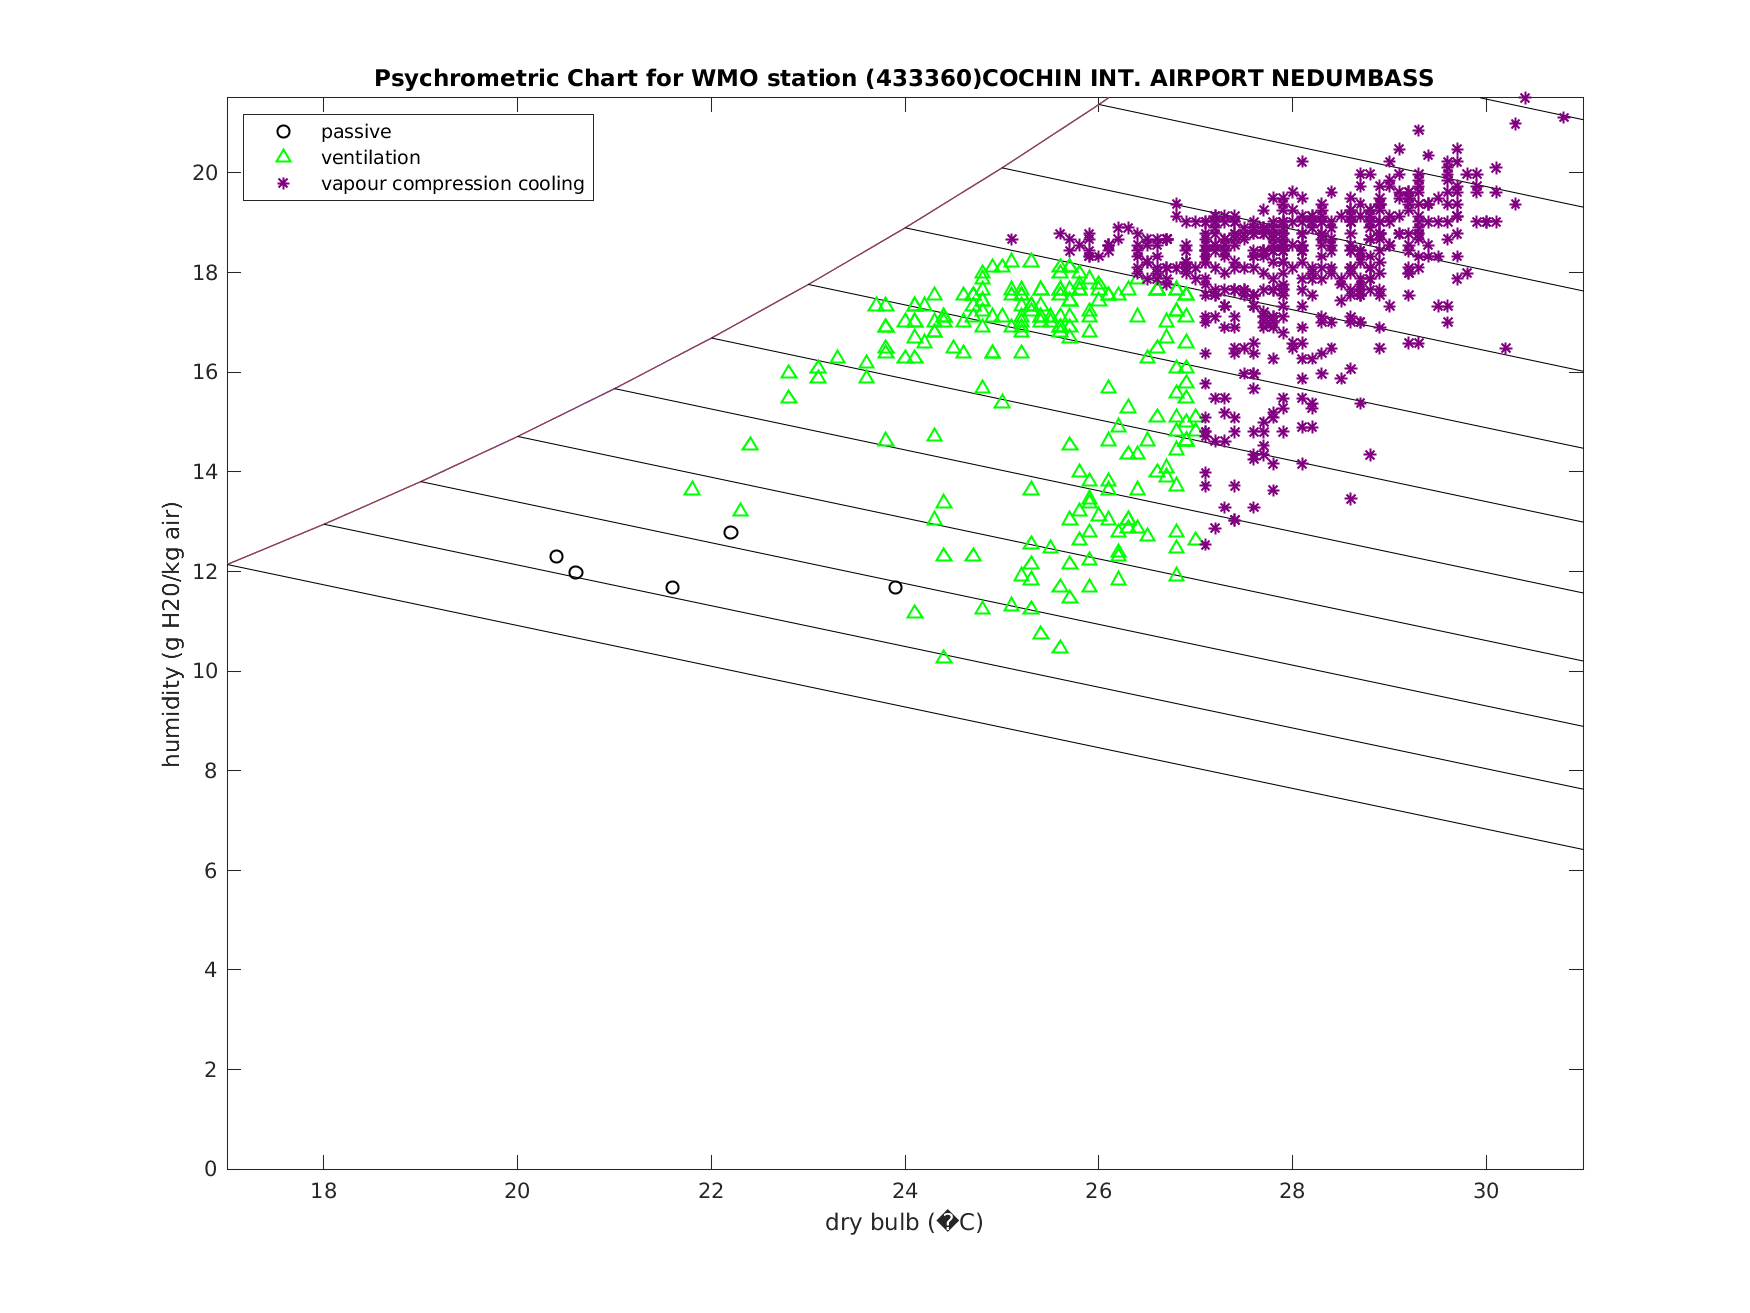 Psychrometric Chart for WMO station (433360)COCHIN INT. AIRPORT NEDUMBASS
passive
ventilation
vapour compression cooling
humidity (g H20/kg air)
20
18
16
14
12
10
8
6
4
2
0
18 20 22 24 26 28 30
dry bulb (�C)